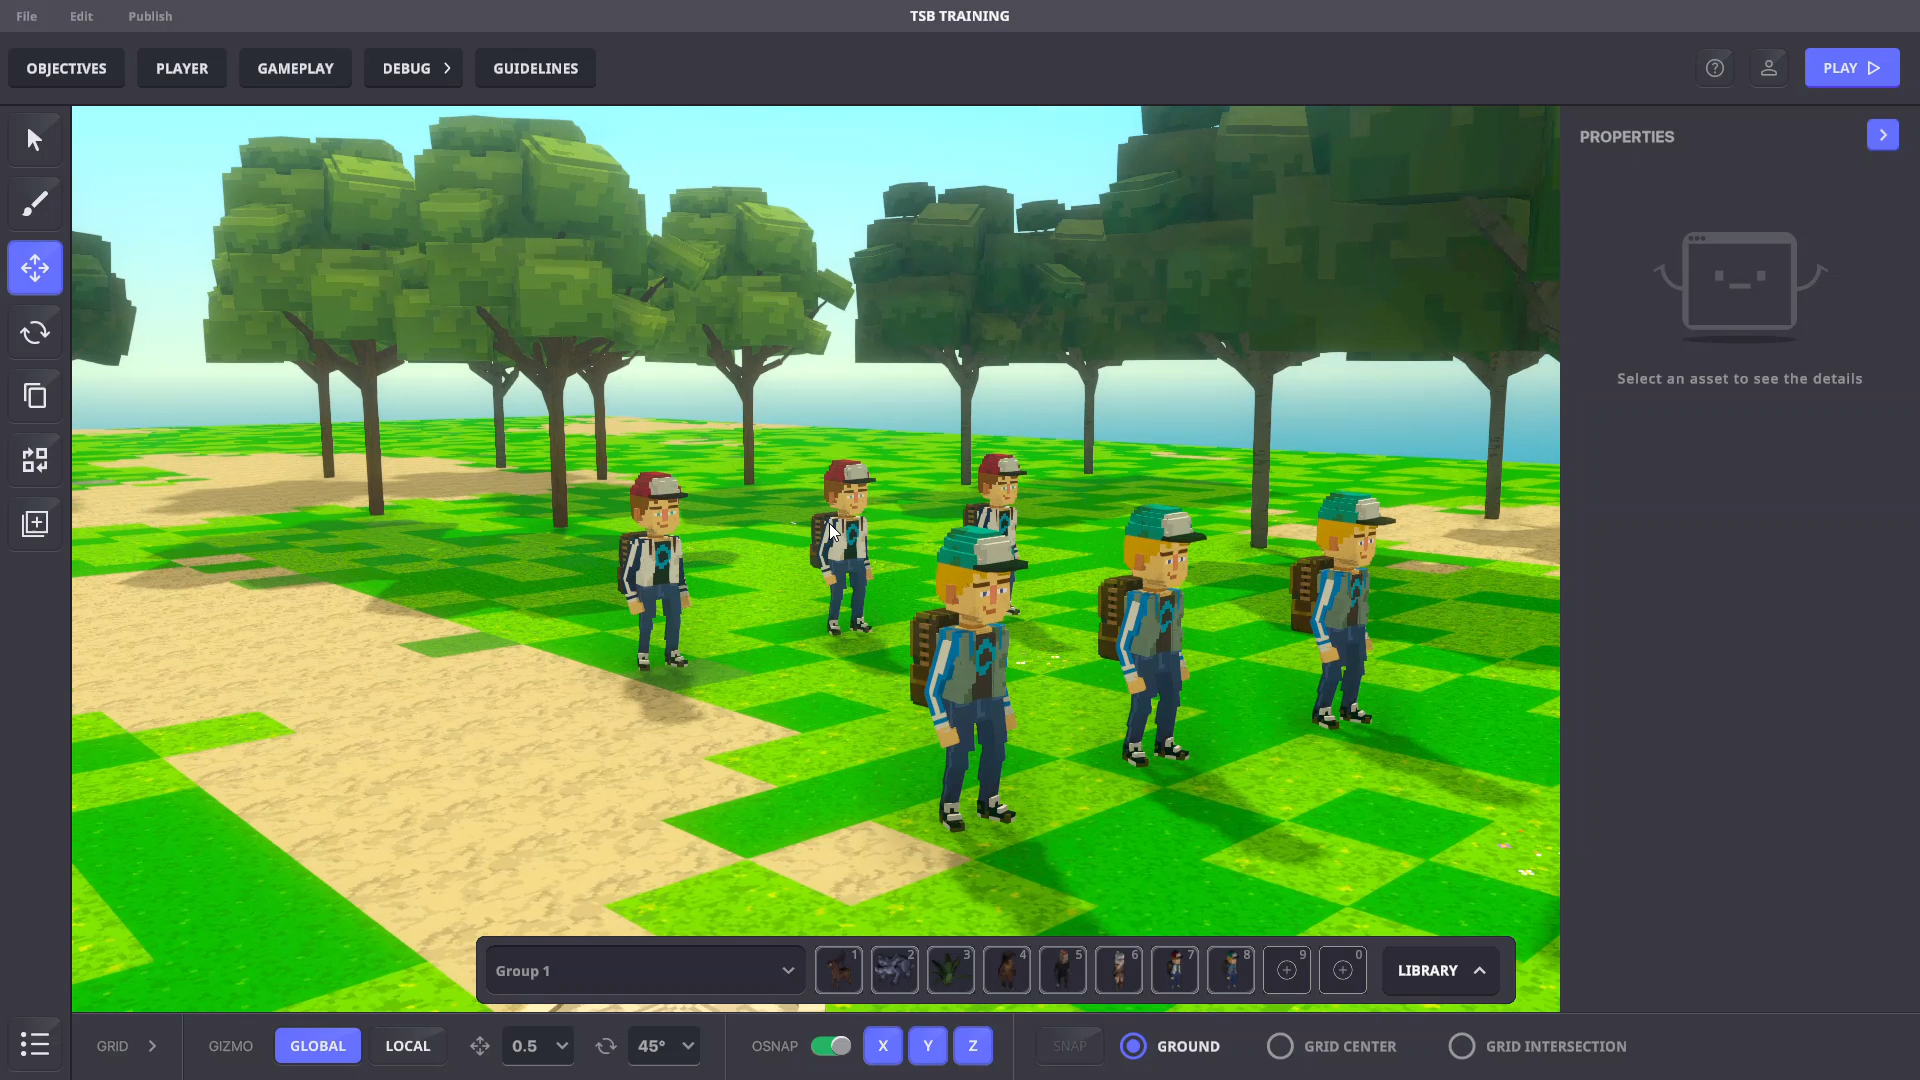 File Edit Publish
TSB TRAINING
OBJECTIVES PLAYER GAMEPLAY DEBUG GUIDELINES
PLAY
PROPERTIES
Select an asset to see the details
Group 1
1 2 3 4 5 6 7 8 9 0
LIBRARY
GRID GIZMO GLOBAL LOCAL 0.5 45° OSNAP X Y Z SNAP GROUND GRID CENTER GRID INTERSECTION